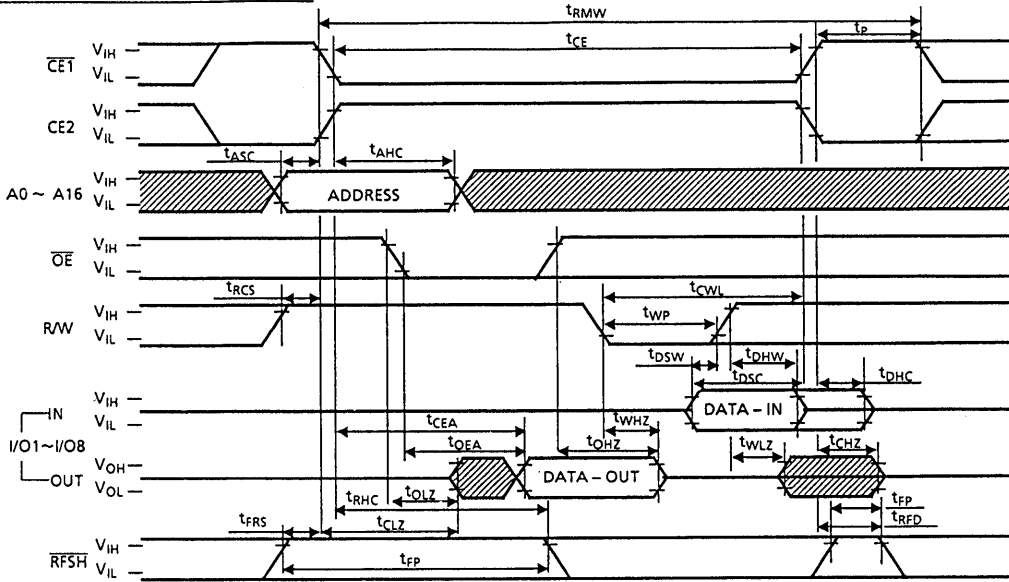 tRMW
tCE
tP
CE1
VIH
VIL
CE2
VIH
VIL
tASC
tAHC
A0 ~ A16
VIH
VIL
ADDRESS
OE
VIH
VIL
tRCS
tCWL
R/W
VIH
VIL
tWP
tDSW
tDHW
tDSC
tDHC
IN
VIH
VIL
DATA – IN
I/O1~I/O8
tCEA
tWHZ
tOEA
tOHZ
tWLZ
tCHZ
OUT
VOH
VOL
DATA – OUT
tOLZ
tRHC
tFP
tFRS
tCLZ
tRFD
RFSH
VIH
VIL
tFP